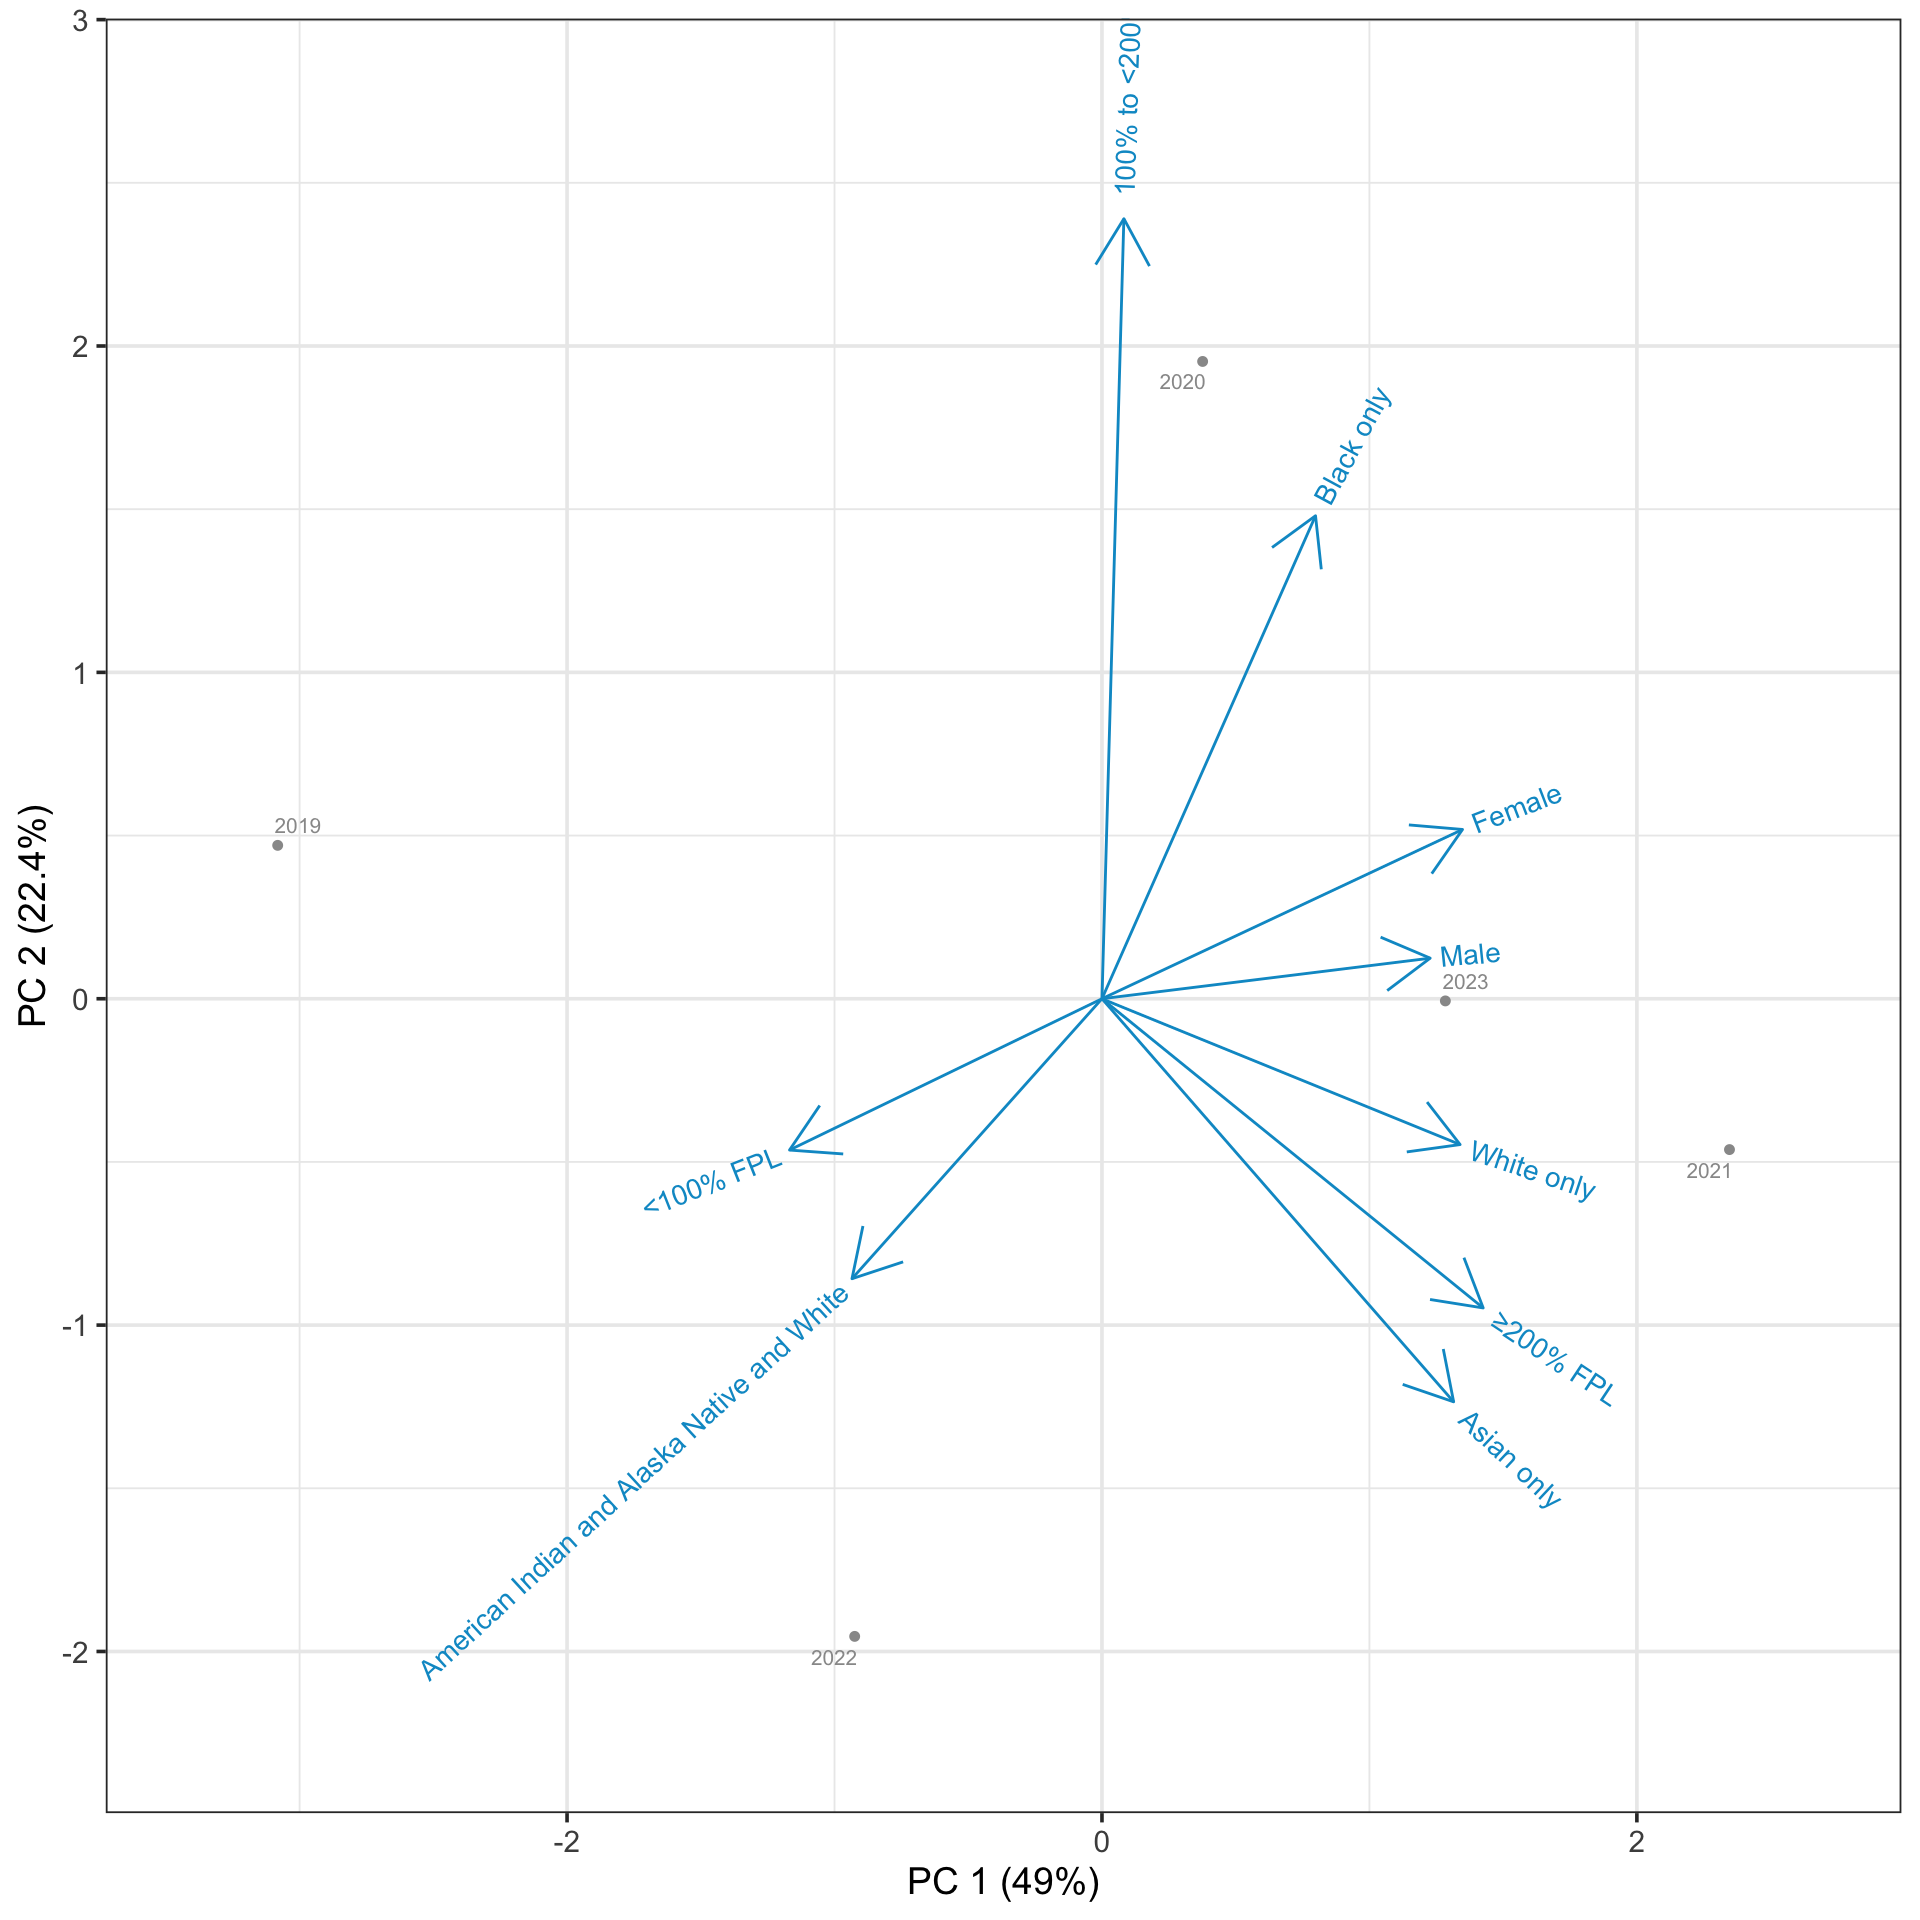 3
100% to <200
2
2020
Black only
1
Female
2019
PC 2 (22.4%)
Male
2023
0
White only
<100% FPL
2021
≥200% FPL
American Indian and Alaska Native and White
-1
Asian only
2022
-2
-2
0
2
PC 1 (49%)